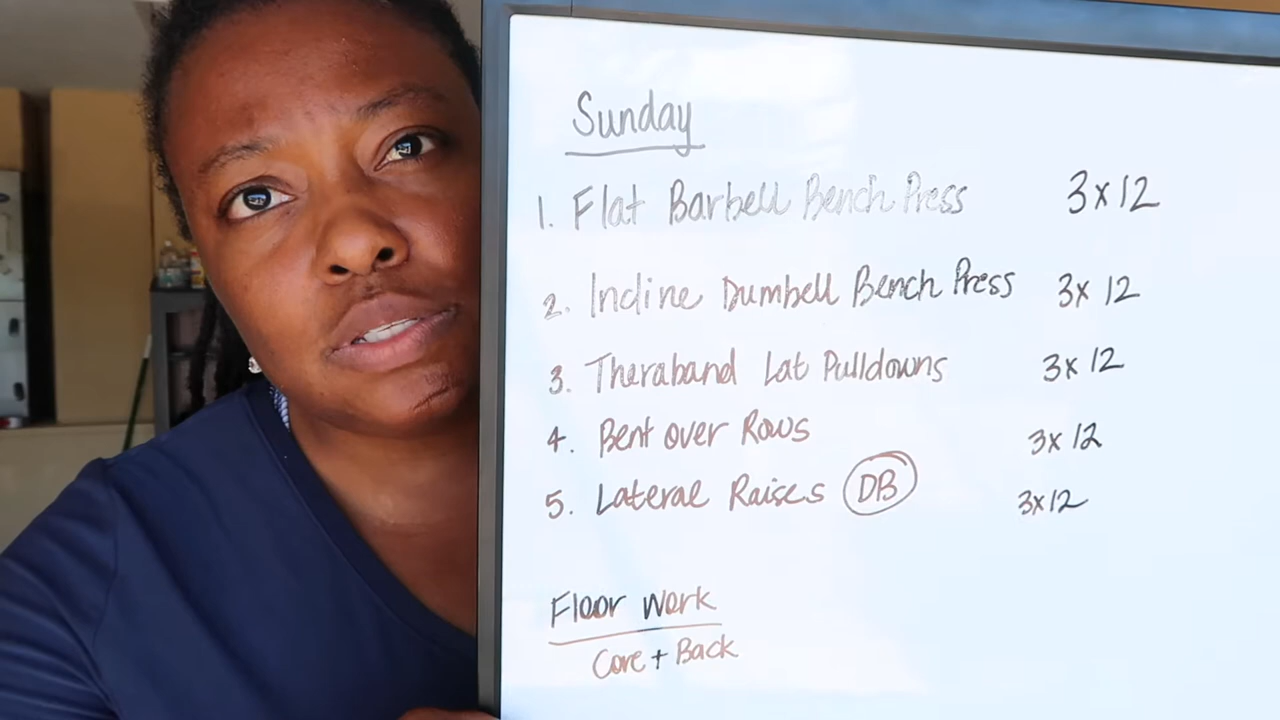 Sunday
1. Flat Barbell Bench Press 3x12
2. Incline Dumbell Bench Press 3x 12
3. Theraband Lat Pulldowns 3x 12
4. Bent over Rows 3x 12
5. Lateral Raises DB 3x12
Floor Work
Core + Back